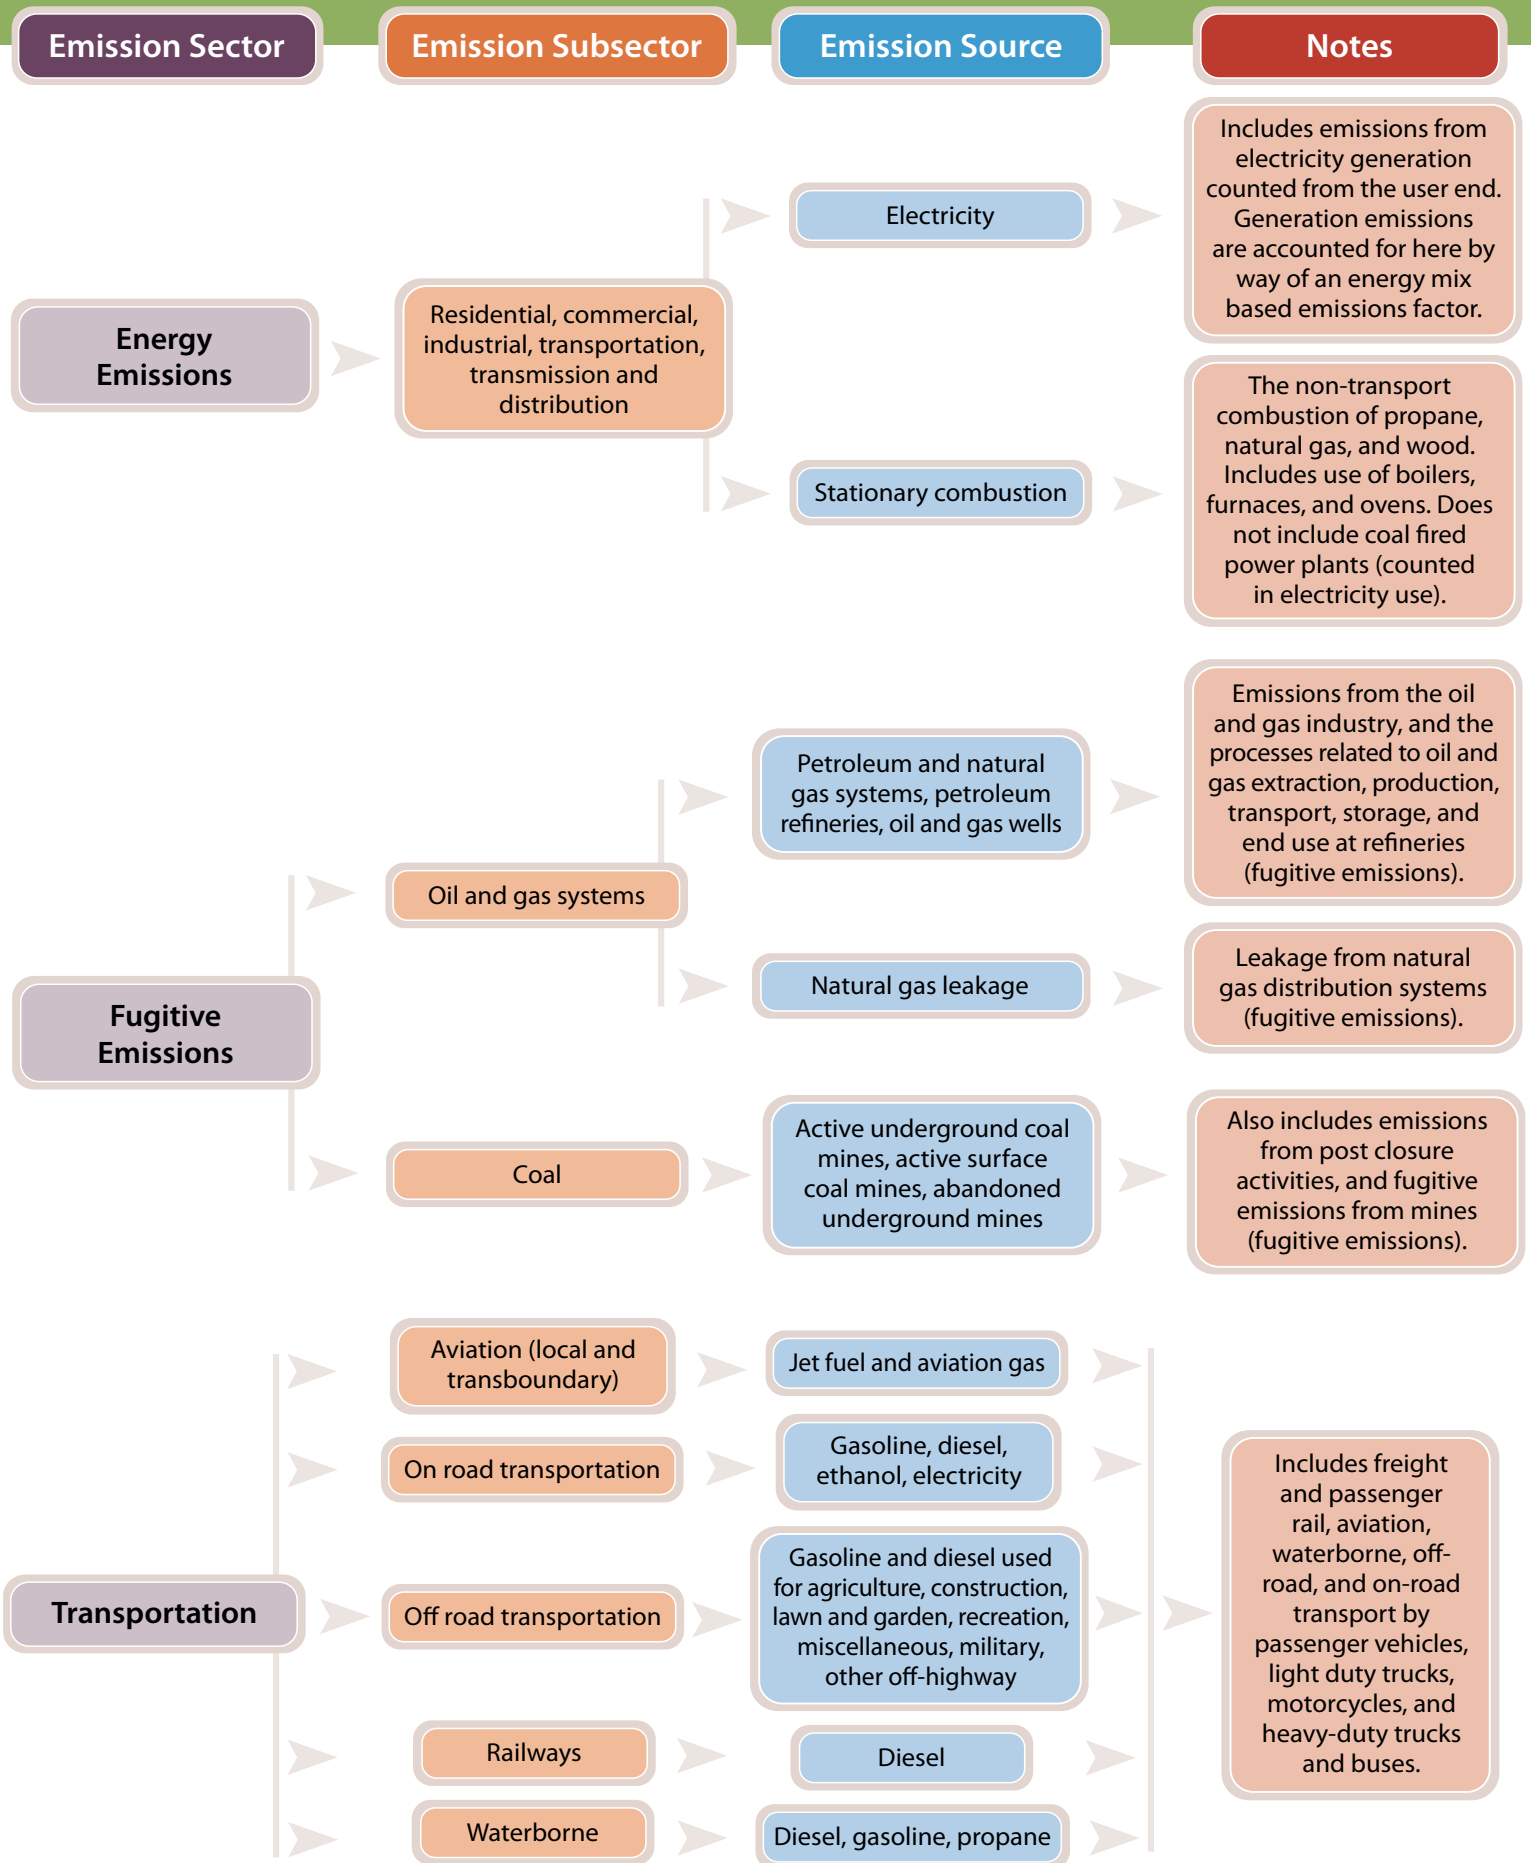 Emission Sector
Emission Subsector
Emission Source
Notes
Energy
Emissions
Residential, commercial,
industrial, transportation,
transmission and
distribution
Electricity
Includes emissions from
electricity generation
counted from the user end.
Generation emissions
are accounted for here by
way of an energy mix
based emissions factor.
Stationary combustion
The non-transport
combustion of propane,
natural gas, and wood.
Includes use of boilers,
furnaces, and ovens. Does
not include coal fired
power plants (counted
in electricity use).
Fugitive
Emissions
Oil and gas systems
Petroleum and natural
gas systems, petroleum
refineries, oil and gas wells
Emissions from the oil
and gas industry, and the
processes related to oil and
gas extraction, production,
transport, storage, and
end use at refineries
(fugitive emissions).
Natural gas leakage
Leakage from natural
gas distribution systems
(fugitive emissions).
Coal
Active underground coal
mines, active surface
coal mines, abandoned
underground mines
Also includes emissions
from post closure
activities, and fugitive
emissions from mines
(fugitive emissions).
Transportation
Aviation (local and
transboundary)
Jet fuel and aviation gas
On road transportation
Gasoline, diesel,
ethanol, electricity
Off road transportation
Gasoline and diesel used
for agriculture, construction,
lawn and garden, recreation,
miscellaneous, military,
other off-highway
Railways
Diesel
Waterborne
Diesel, gasoline, propane
Includes freight
and passenger
rail, aviation,
waterborne, off-
road, and on-road
transport by
passenger vehicles,
light duty trucks,
motorcycles, and
heavy-duty trucks
and buses.